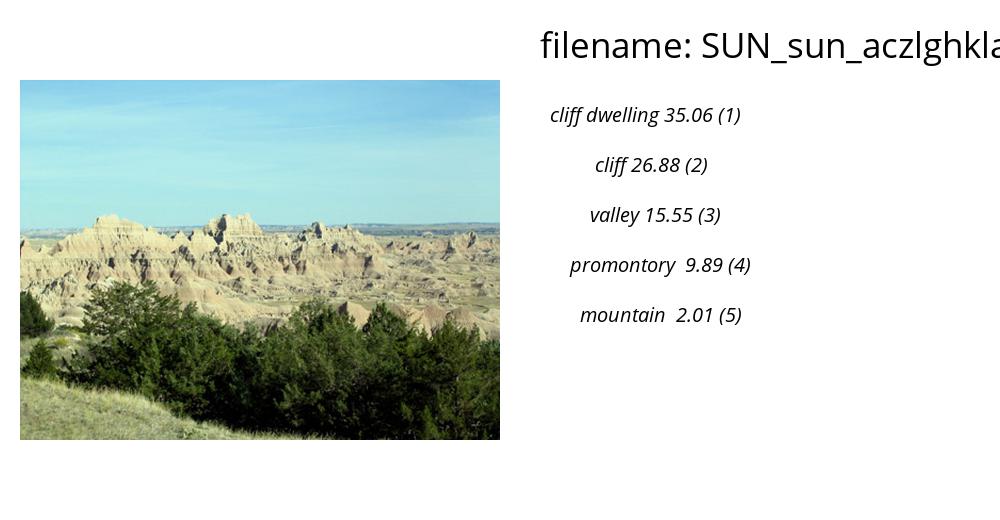 filename: SUN_sun_aczlghkla
cliff dwelling 35.06 (1)
cliff 26.88 (2)
valley 15.55 (3)
promontory 9.89 (4)
mountain 2.01 (5)